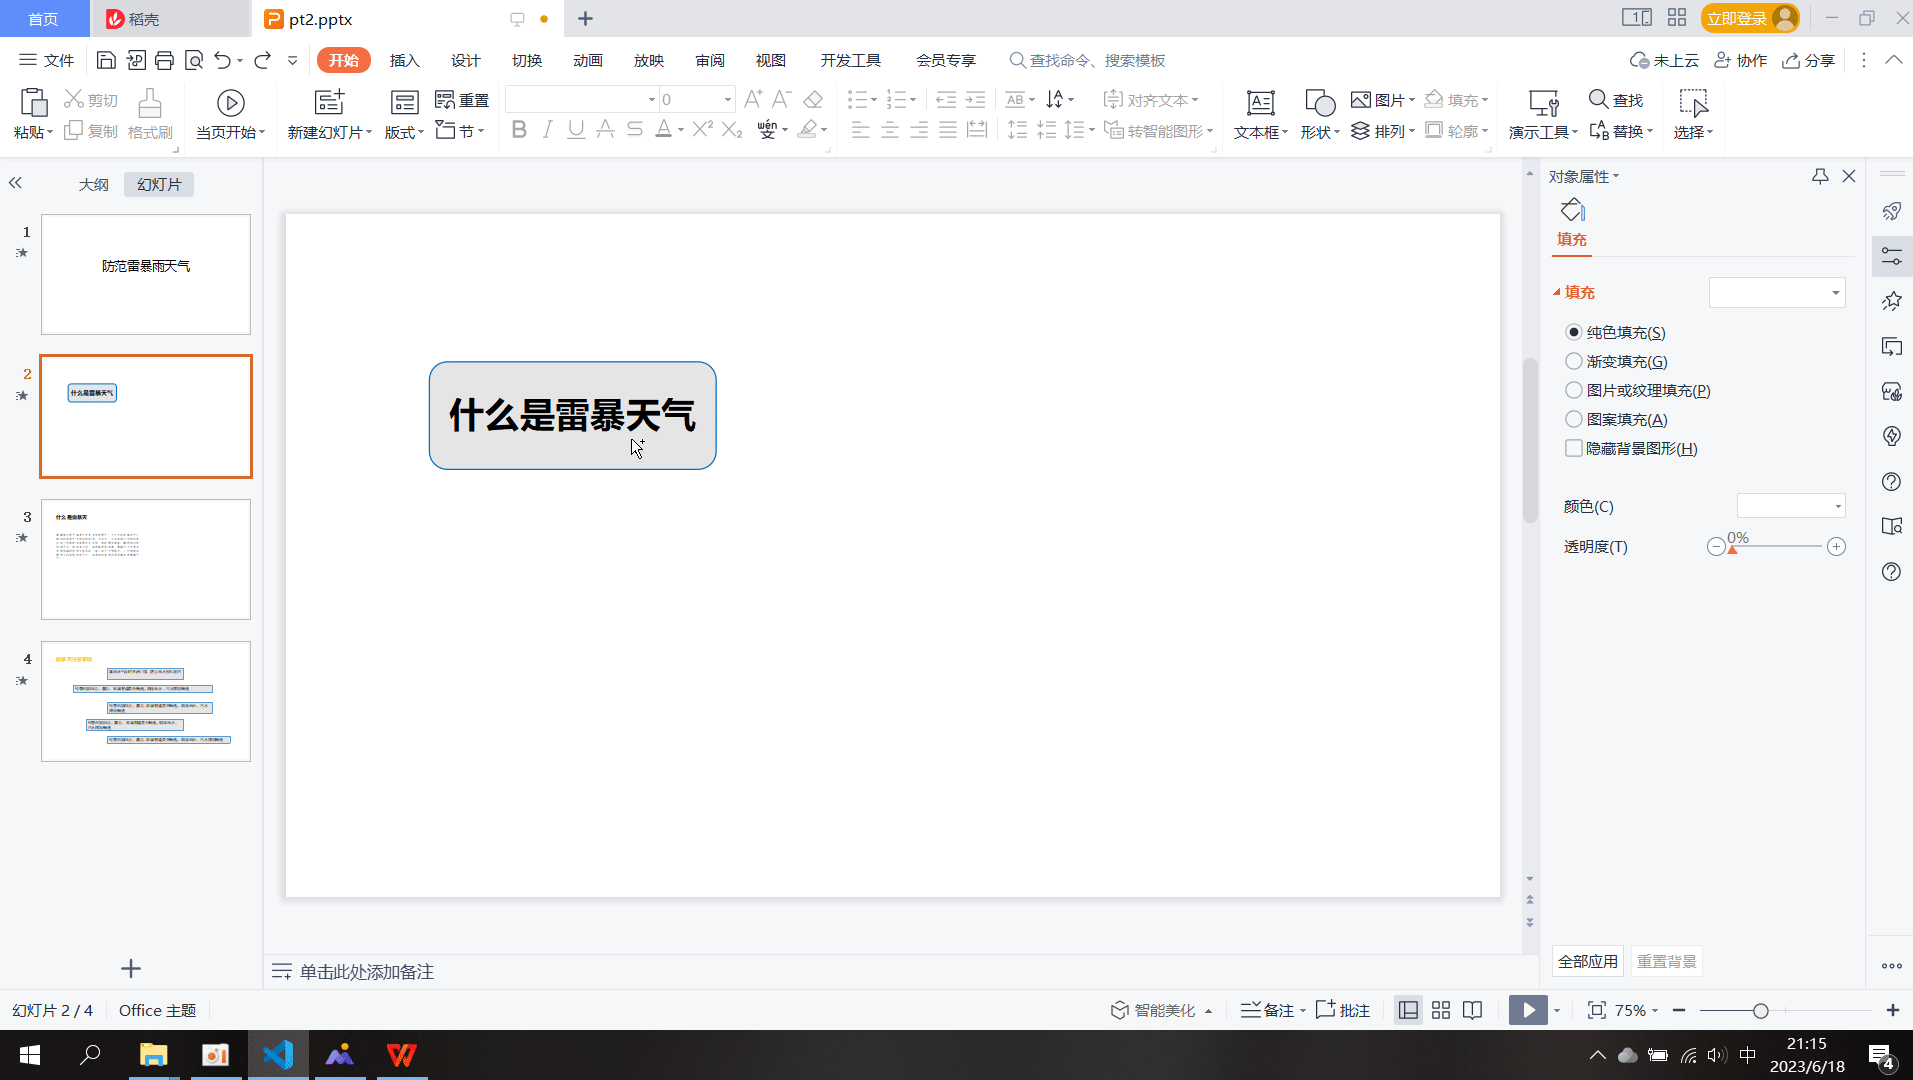 首页
稻壳
pt2.pptx
立即登录
文件
开始
插入
设计
切换
动画
放映
审阅
视图
开发工具
会员专享
查找命令、搜索模板
未上云
协作
分享
粘贴
剪切
复制
格式刷
当页开始
新建幻灯片
版式
重置
节
0
对齐文本
转智能图形
文本框
形状
图片
排列
填充
轮廓
演示工具
查找
替换
选择
大纲
幻灯片
1
防范雷暴雨天气
2
什么是雷暴天气
3
4
什么是雷暴天气
对象属性
填充
填充
纯色填充(S)
渐变填充(G)
图片或纹理填充(P)
图案填充(A)
隐藏背景图形(H)
颜色(C)
透明度(T)
0%
全部应用
重置背景
单击此处添加备注
幻灯片 2 / 4
Office 主题
智能美化
备注
批注
75%
中
21:15
2023/6/18
4